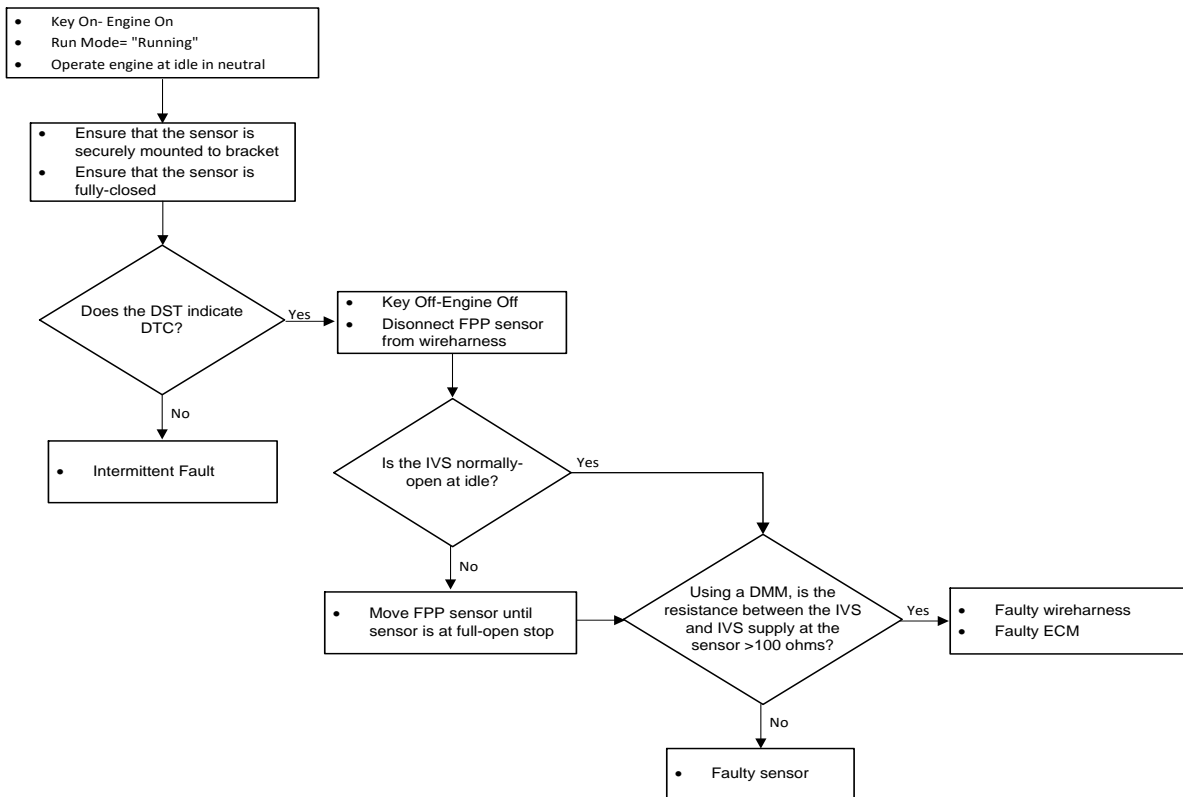 • Key On- Engine On
• Run Mode= "Running"
• Operate engine at idle in neutral
• Ensure that the sensor is
securely mounted to bracket
• Ensure that the sensor is
fully-closed
Does the DST indicate
DTC?
Yes
No
• Intermittent Fault
• Key Off-Engine Off
• Disonnect FPP sensor
from wireharness
Is the IVS normally-
open at idle?
Yes
No
• Move FPP sensor until
sensor is at full-open stop
Using a DMM, is the
resistance between the IVS
and IVS supply at the
sensor >100 ohms?
Yes
• Faulty wireharness
• Faulty ECM
No
• Faulty sensor